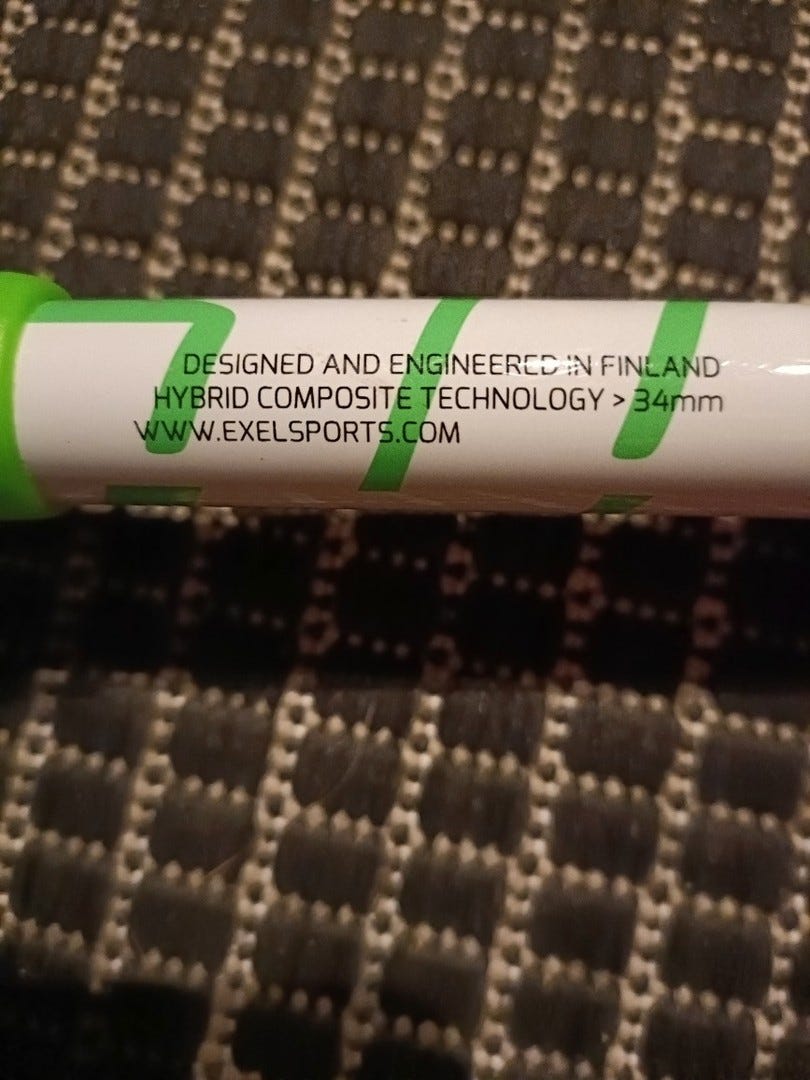 DESIGNED AND ENGINEERED IN FINLAND
HYBRID COMPOSITE TECHNOLOGY > 34mm
WWW.EXELSPORTS.COM